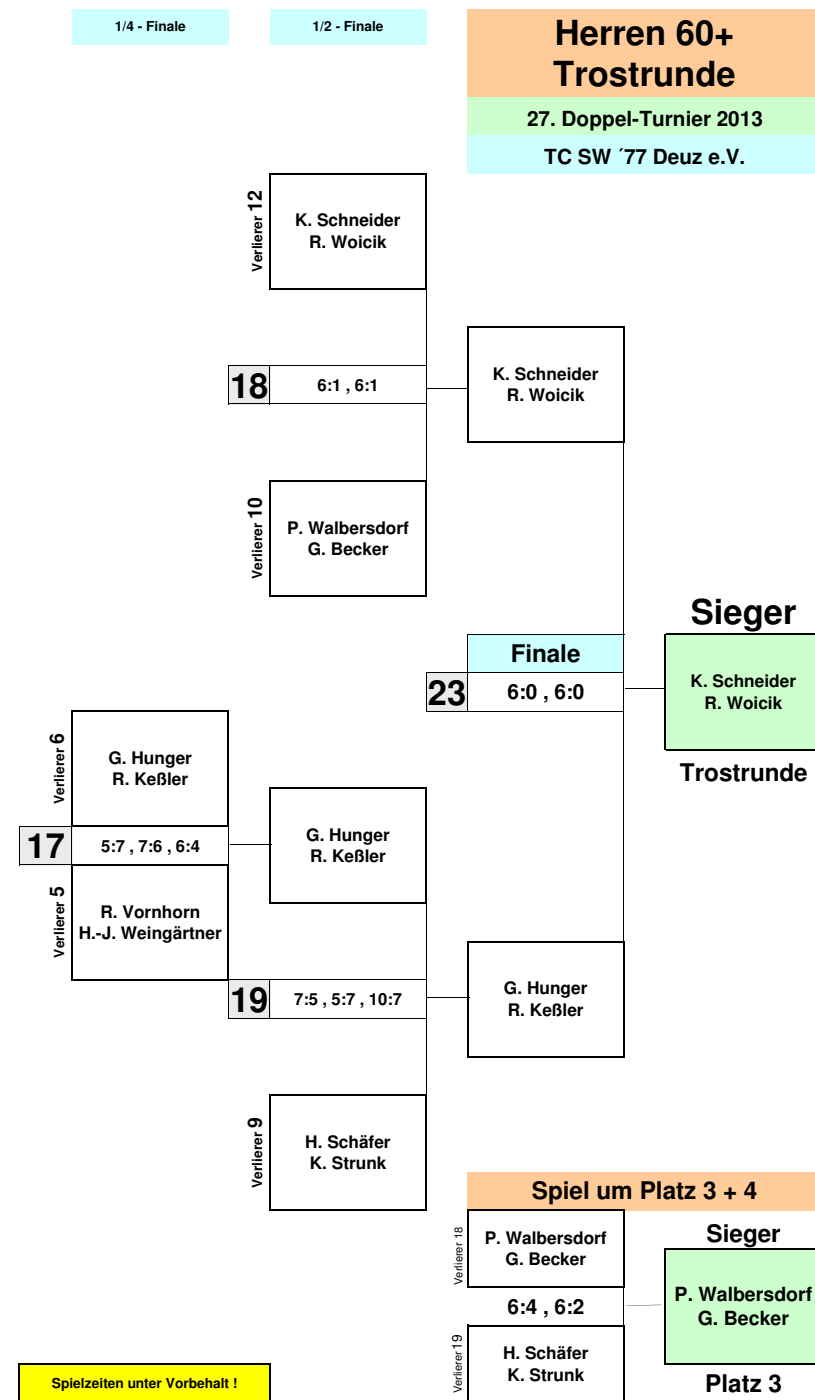 1/4 - Finale
1/2 - Finale
Herren 60+
Trostrunde
27. Doppel-Turnier 2013
TC SW ´77 Deuz e.V.
Verlierer 12
K. Schneider
R. Woicik
18
6:1 , 6:1
K. Schneider
R. Woicik
Verlierer 10
P. Walbersdorf
G. Becker
Sieger
Finale
23
6:0 , 6:0
K. Schneider
R. Woicik
Trostrunde
Verlierer 6
G. Hunger
R. Keßler
17
5:7 , 7:6 , 6:4
G. Hunger
R. Keßler
Verlierer 5
R. Vornhorn
H.-J. Weingärtner
19
7:5 , 5:7 , 10:7
G. Hunger
R. Keßler
Verlierer 9
H. Schäfer
K. Strunk
Spiel um Platz 3 + 4
Verlierer 18
P. Walbersdorf
G. Becker
Sieger
6:4 , 6:2
P. Walbersdorf
G. Becker
Verlierer 19
H. Schäfer
K. Strunk
Platz 3
Spielzeiten unter Vorbehalt !